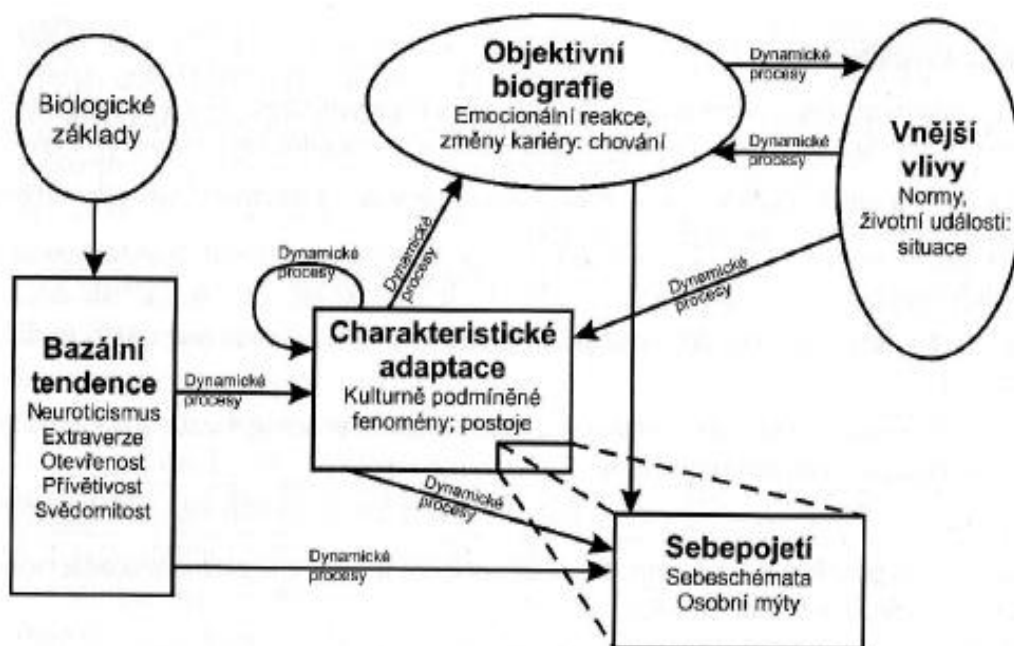 Biologické
základy
Objektivní
biografie
Emocionální reakce,
změny kariéry: chování
Dynamické
procesy
Dynamické
procesy
Vnější
vlivy
Normy,
životní události:
situace
Dynamické
procesy
Dynamické
procesy
Dynamické
procesy
Bazální
tendence
Neuroticismus
Extraverze
Otevřenost
Přívětivost
Svědomitost
Dynamické
procesy
Charakteristické
adaptace
Kulturně podmíněné
fenomény; postoje
Dynamické
procesy
Dynamické
procesy
Sebepojetí
Sebeschémata
Osobní mýty